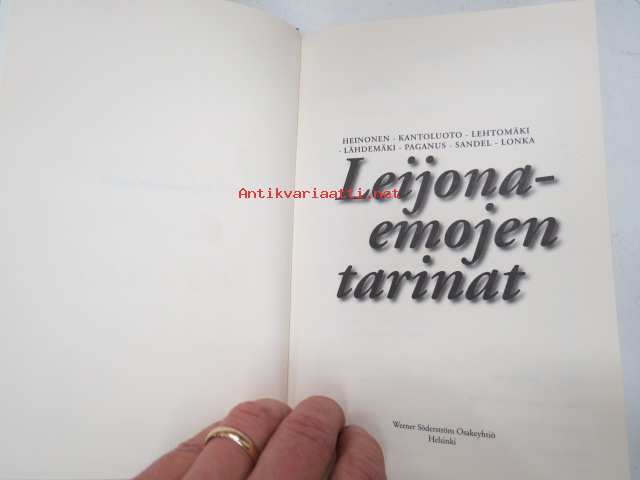 HEINONEN - KANTOLUOTO - LEHTOMÄKI
- LÄHDEMÄKI - PAGANUS - SANDEL - LONKA
Leijona-
emojen
tarinat
Antikvariaatti.net
Werner Söderström Osakeyhtiö
Helsinki